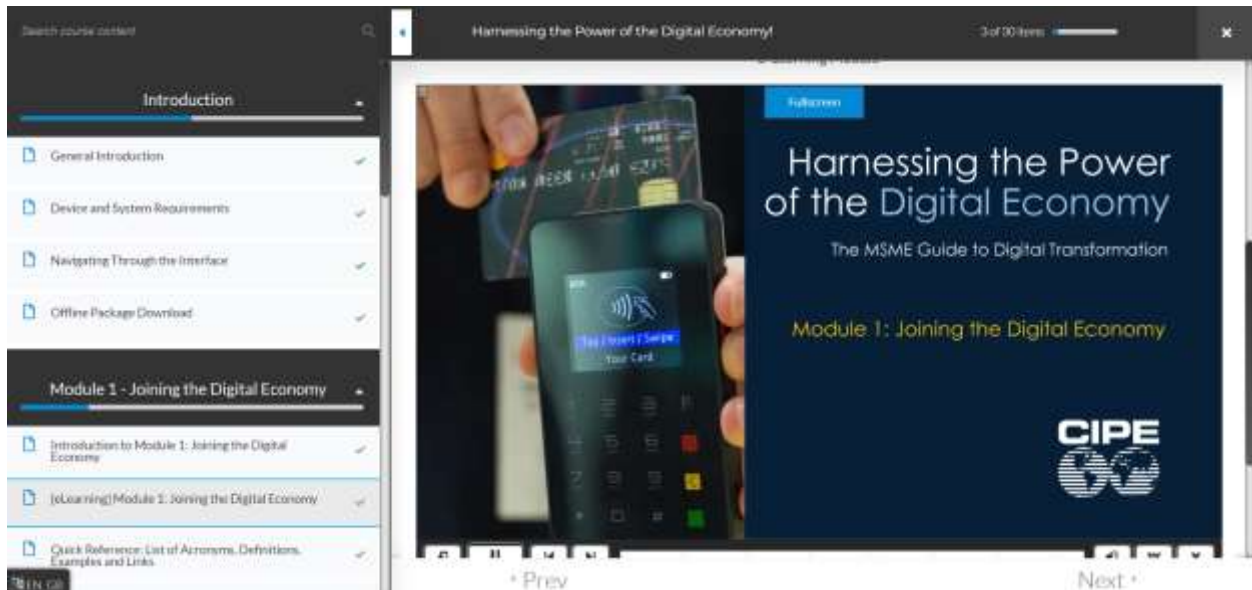 Search course content
Harnessing the Power of the Digital Economy!
3 of 30 items
Introduction
General Introduction
Device and System Requirements
Navigating Through the Interface
Offline Package Download
Module 1 - Joining the Digital Economy
Introduction to Module 1: Joining the Digital
Economy
[eLearning] Module 1: Joining the Digital Economy
Quick Reference: List of Acronyms, Definitions,
Examples and Links
Fullscreen
Harnessing the Power
of the Digital Economy
The MSME Guide to Digital Transformation
Module 1: Joining the Digital Economy
CIPE
Tap / Insert / Swipe
Your Card
Prev
Next